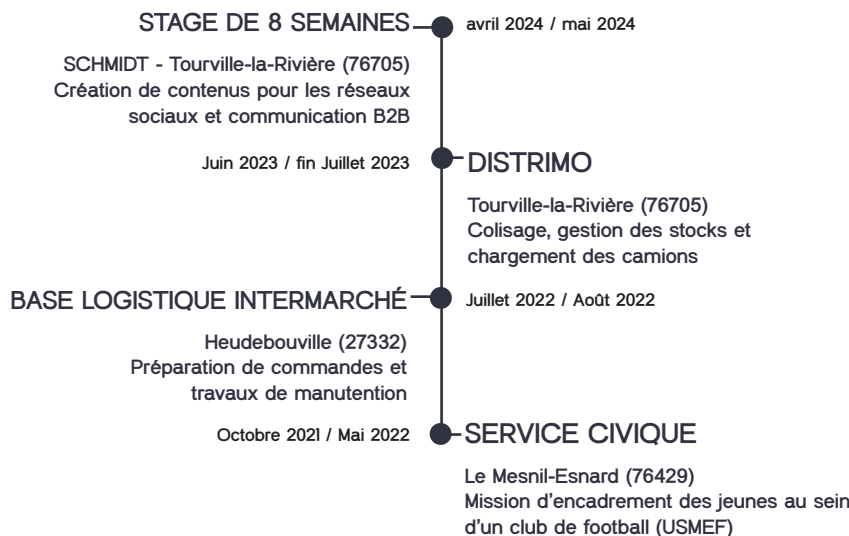 STAGE DE 8 SEMAINES
avril 2024 / mai 2024
SCHMIDT - Tourville-la-Rivière (76705)
Création de contenus pour les réseaux
sociaux et communication B2B
Juin 2023 / fin Juillet 2023
DISTRIMO
Tourville-la-Rivière (76705)
Colisage, gestion des stocks et
chargement des camions
BASE LOGISTIQUE INTERMARCHÉ
Juillet 2022 / Août 2022
Heudebouville (27332)
Préparation de commandes et
travaux de manutention
Octobre 2021 / Mai 2022
SERVICE CIVIQUE
Le Mesnil-Esnard (76429)
Mission d'encadrement des jeunes au sein
d'un club de football (USMEF)